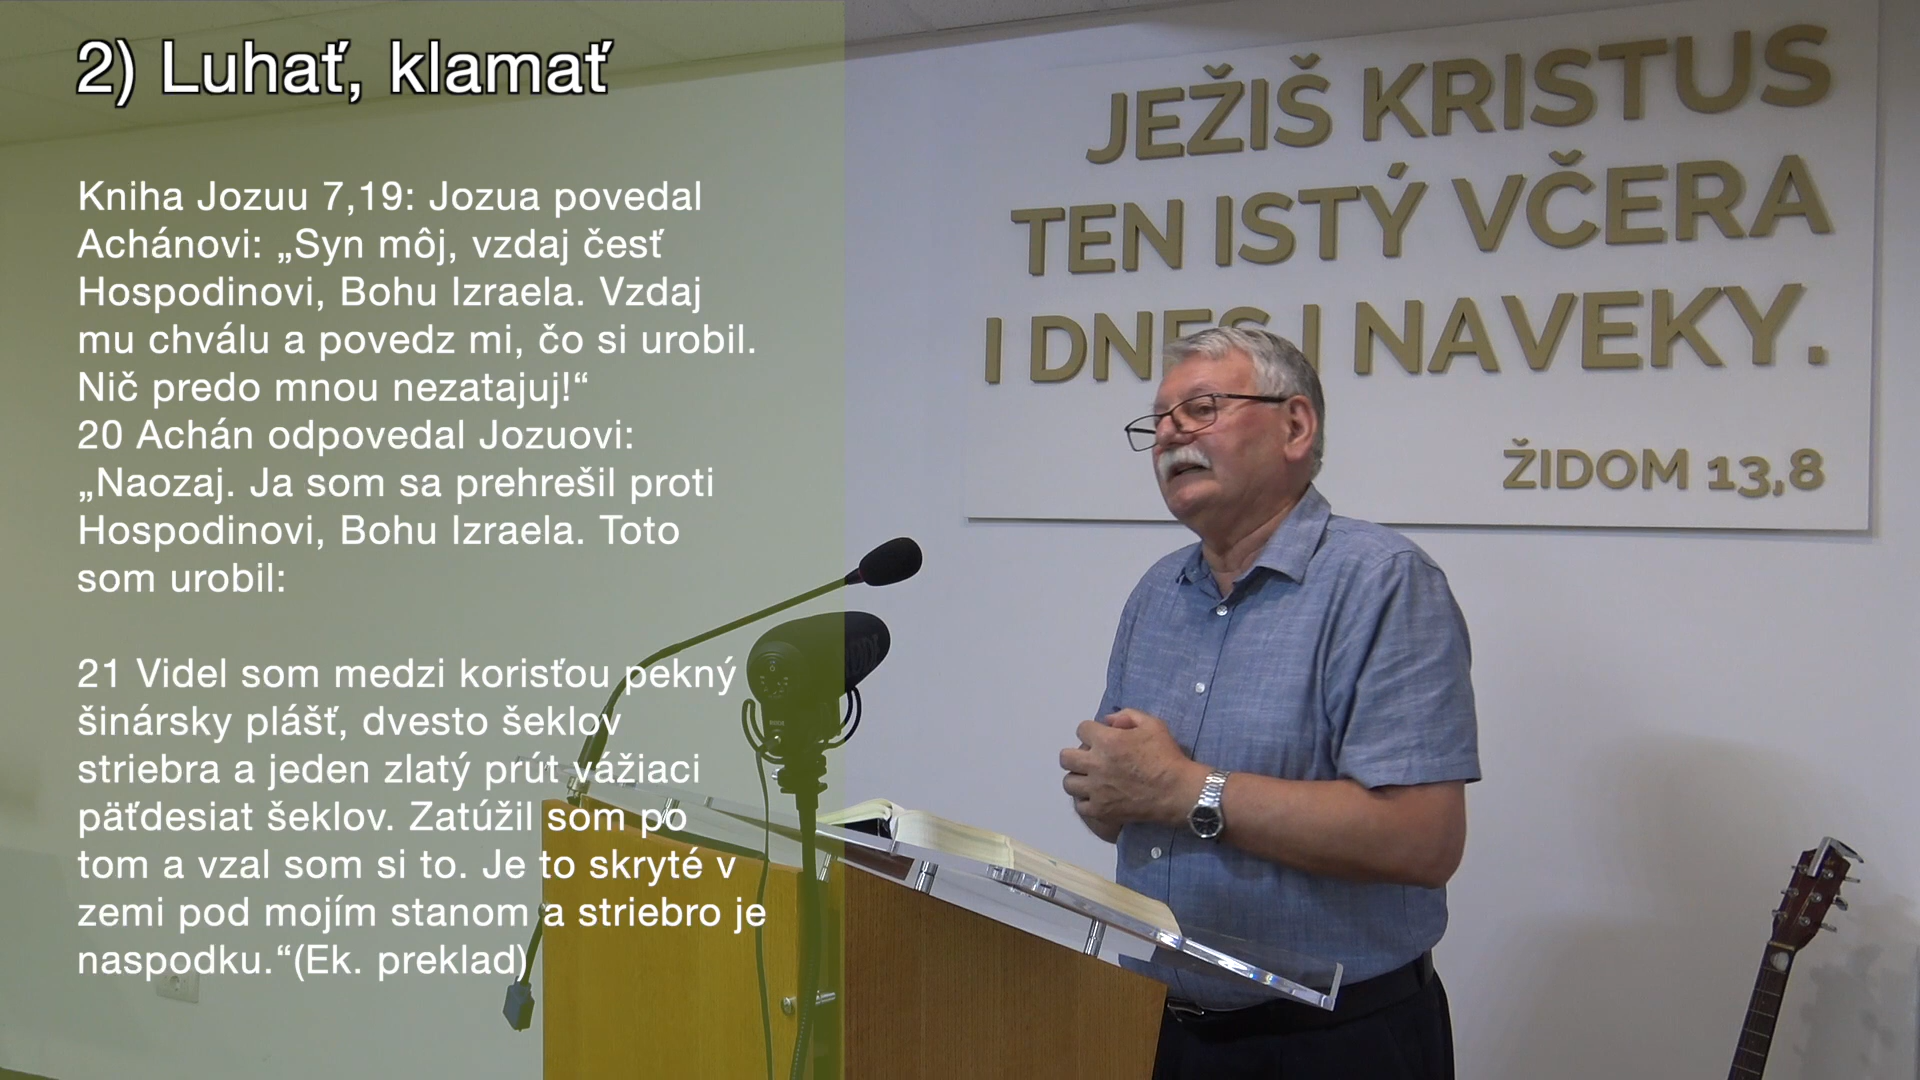 2) Luhať, klamať
Kniha Jozuu 7,19: Jozua povedal
Achánovi: „Syn môj, vzdaj česť
Hospodinovi, Bohu Izraela. Vzdaj
mu chválu a povedz mi, čo si urobil.
Nič predo mnou nezatajuj!“
20 Achán odpovedal Jozuovi:
„Naozaj. Ja som sa prehrešil proti
Hospodinovi, Bohu Izraela. Toto
som urobil:
21 Videl som medzi korisťou pekný
šinársky plášť, dvesto šeklov
striebra a jeden zlatý prút vážiaci
päťdesiat šeklov. Zatúžil som po
tom a vzal som si to. Je to skryté v
zemi pod mojím stanom a striebro je
naspodku.“(Ek. preklad)
JEŽIŠ KRISTUS
TEN ISTÝ VČERA
I DNES I NAVEKY.
ŽIDOM 13,8